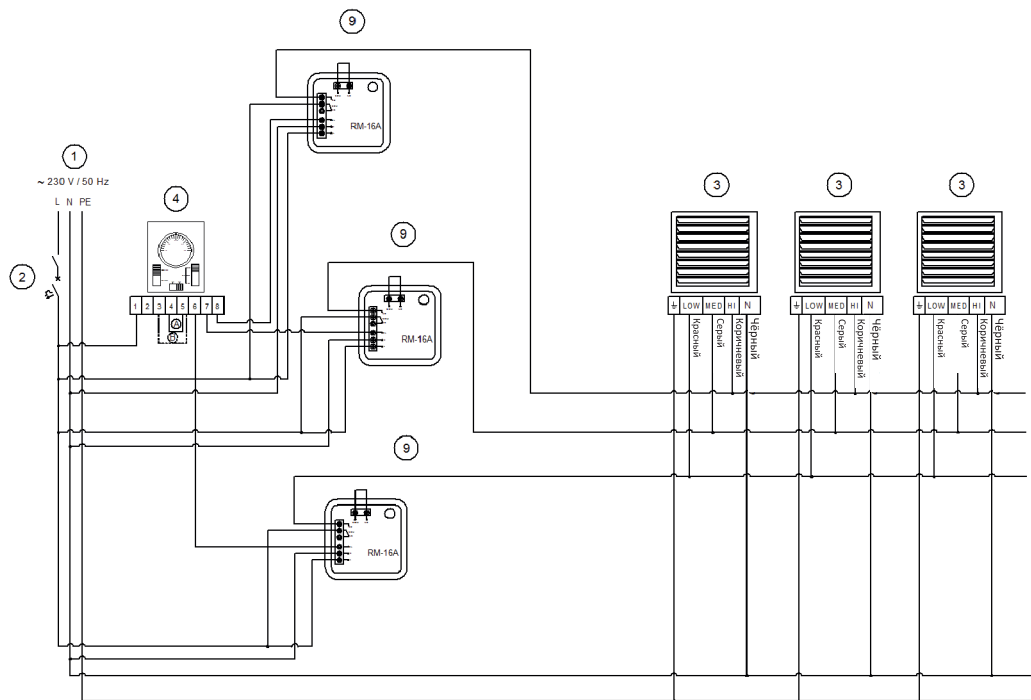 9
RM-16A
1
~ 230 V / 50 Hz
L N PE
4
2
1 2 3 4 5 6 7 8
A
9
RM-16A
9
RM-16A
3
3
3
LOW MED HI N
LOW MED HI N
LOW MED HI N
Красный
Серый
Коричневый
Чёрный
Красный
Серый
Коричневый
Чёрный
Красный
Серый
Коричневый
Чёрный